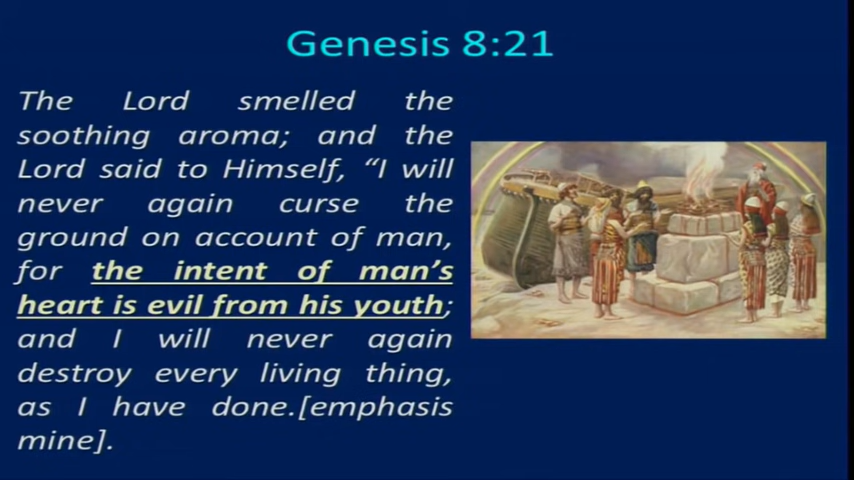 Genesis 8:21
The Lord smelled the
soothing aroma; and the
Lord said to Himself, “I will
never again curse the
ground on account of man,
for the intent of man’s
heart is evil from his youth;
and I will never again
destroy every living thing,
as I have done.[emphasis
mine].